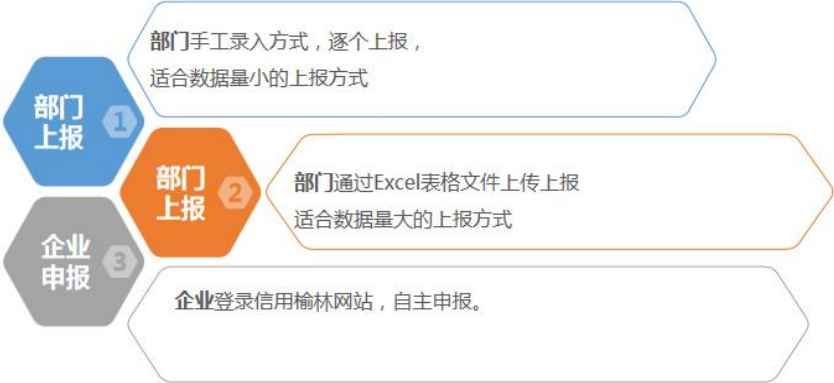 部门手工录入方式，逐个上报，
适合数据量小的上报方式
部门
上报
1
部门
上报
2
部门通过Excel表格文件上传上报
适合数据量大的上报方式
企业
申报
3
企业登录信用榆林网站，自主申报。